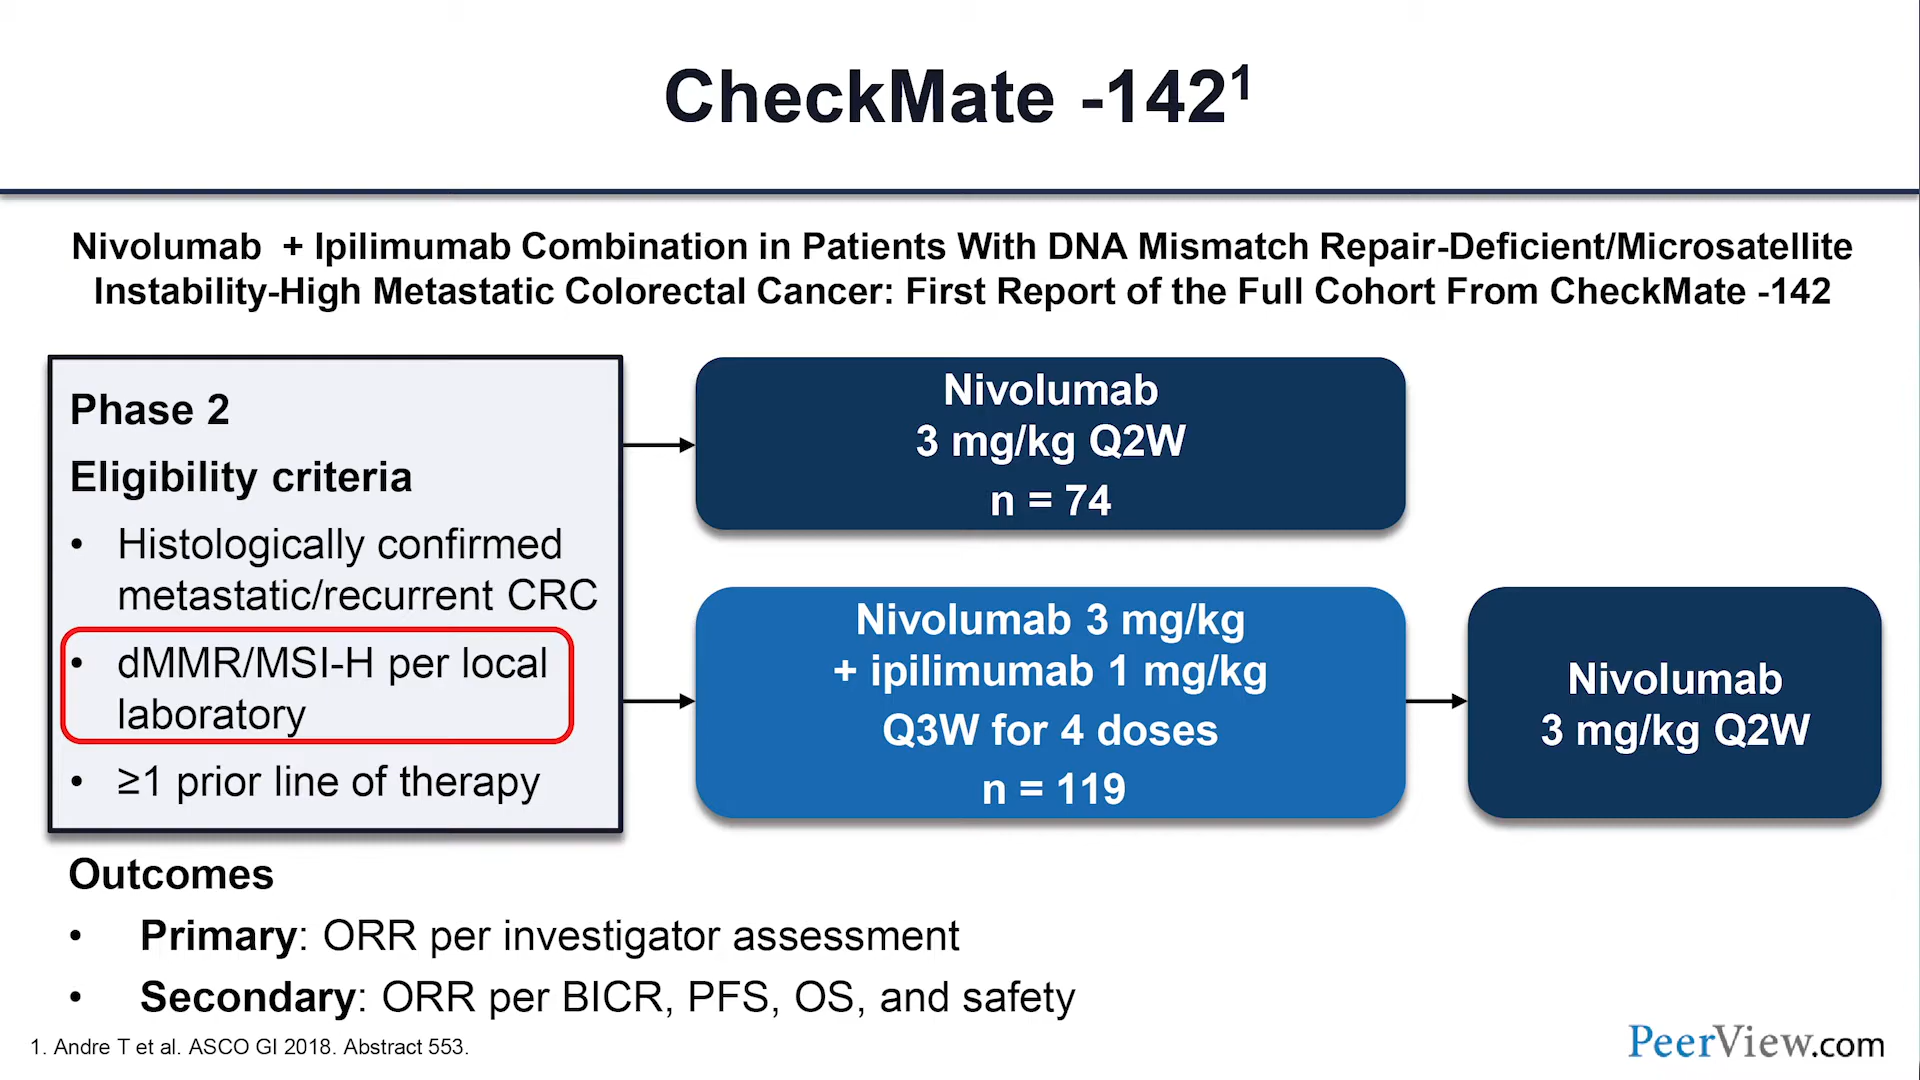 CheckMate -142¹
Nivolumab + Ipilimumab Combination in Patients With DNA Mismatch Repair-Deficient/Microsatellite
Instability-High Metastatic Colorectal Cancer: First Report of the Full Cohort From CheckMate -142
Phase 2
Eligibility criteria
• Histologically confirmed
metastatic/recurrent CRC
• dMMR/MSI-H per local
laboratory
• ≥1 prior line of therapy
Nivolumab
3 mg/kg Q2W
n = 74
Nivolumab 3 mg/kg
+ ipilimumab 1 mg/kg
Q3W for 4 doses
n = 119
Nivolumab
3 mg/kg Q2W
Outcomes
• Primary: ORR per investigator assessment
• Secondary: ORR per BICR, PFS, OS, and safety
1. Andre T et al. ASCO GI 2018. Abstract 553.
PeerView.com